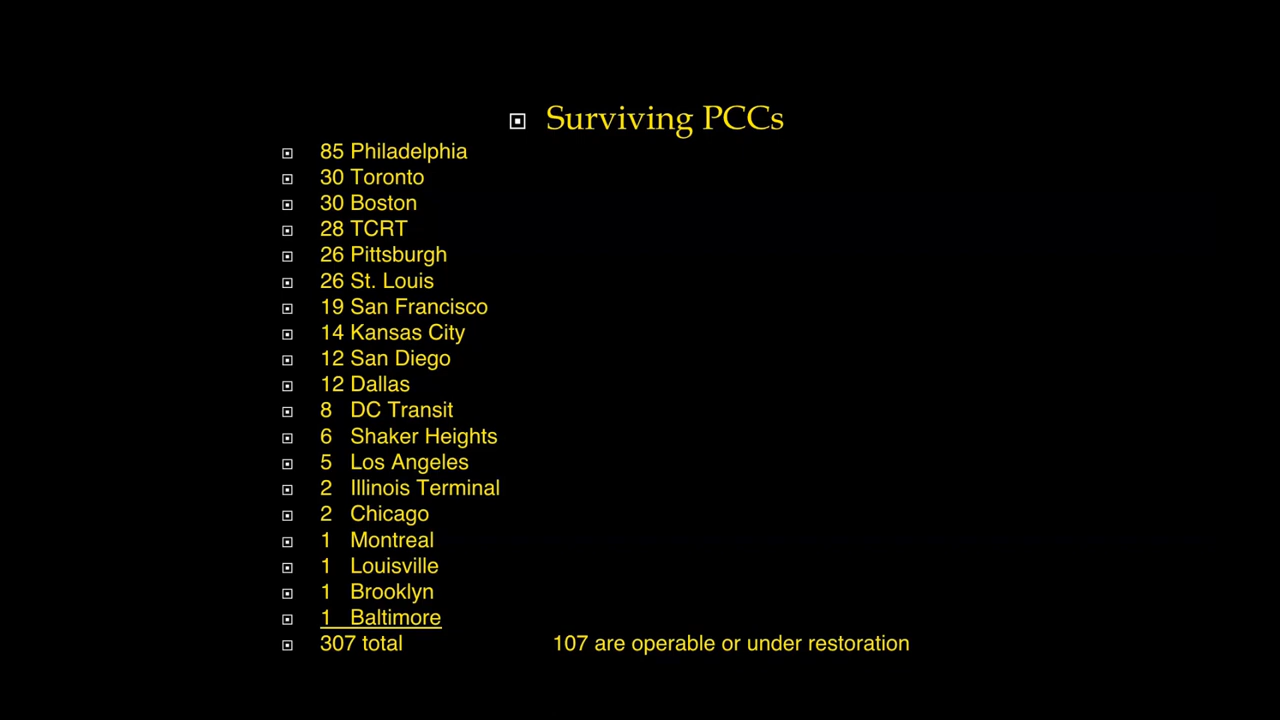 Surviving PCCs
85 Philadelphia
30 Toronto
30 Boston
28 TCRT
26 Pittsburgh
26 St. Louis
19 San Francisco
14 Kansas City
12 San Diego
12 Dallas
8 DC Transit
6 Shaker Heights
5 Los Angeles
2 Illinois Terminal
2 Chicago
1 Montreal
1 Louisville
1 Brooklyn
1 Baltimore
307 total 107 are operable or under restoration